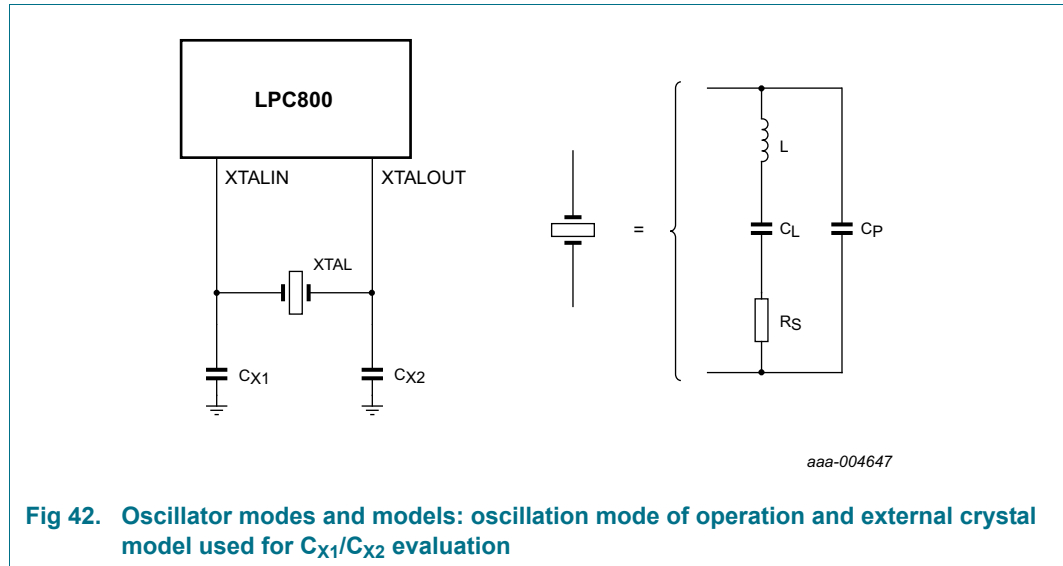 LPC800
XTALIN
XTALOUT
XTAL
CX1
CX2
=
L
CL
CP
RS
aaa-004647
Fig 42. Oscillator modes and models: oscillation mode of operation and external crystal
model used for CX1/CX2 evaluation